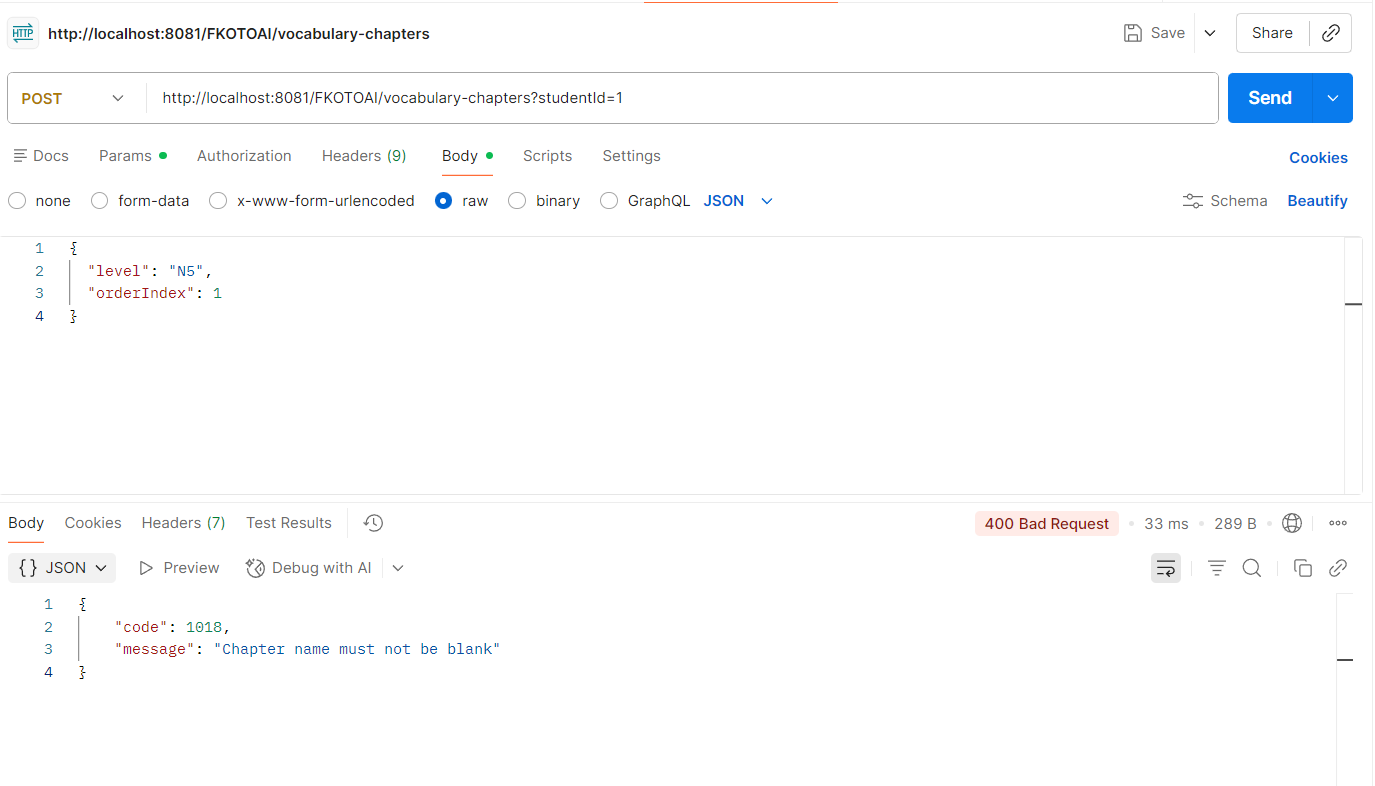 HTTP http://localhost:8081/FKOTOAI/vocabulary-chapters Save Share
POST http://localhost:8081/FKOTOAI/vocabulary-chapters?studentId=1 Send
Docs Params Authorization Headers (9) Body Scripts Settings Cookies
none form-data x-www-form-urlencoded raw binary GraphQL JSON Schema Beautify
1 {
2 "level": "N5",
3 "orderIndex": 1
4 }
Body Cookies Headers (7) Test Results 400 Bad Request 33 ms 289 B
{} JSON Preview Debug with AI
1 {
2 "code": 1018,
3 "message": "Chapter name must not be blank"
4 }